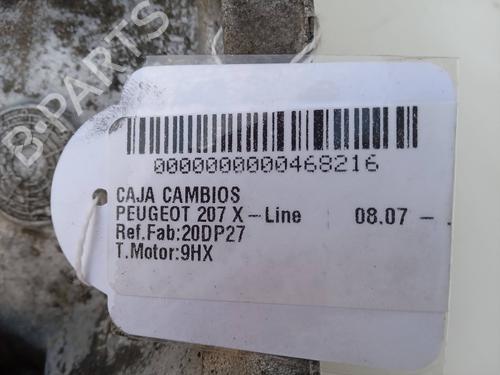 B-PARTS
0000000000468216
CAJA CAMBIOS
PEUGEOT 207 X-Line 08.07 -
Ref.Fab:20DP27
T.Motor:9HX